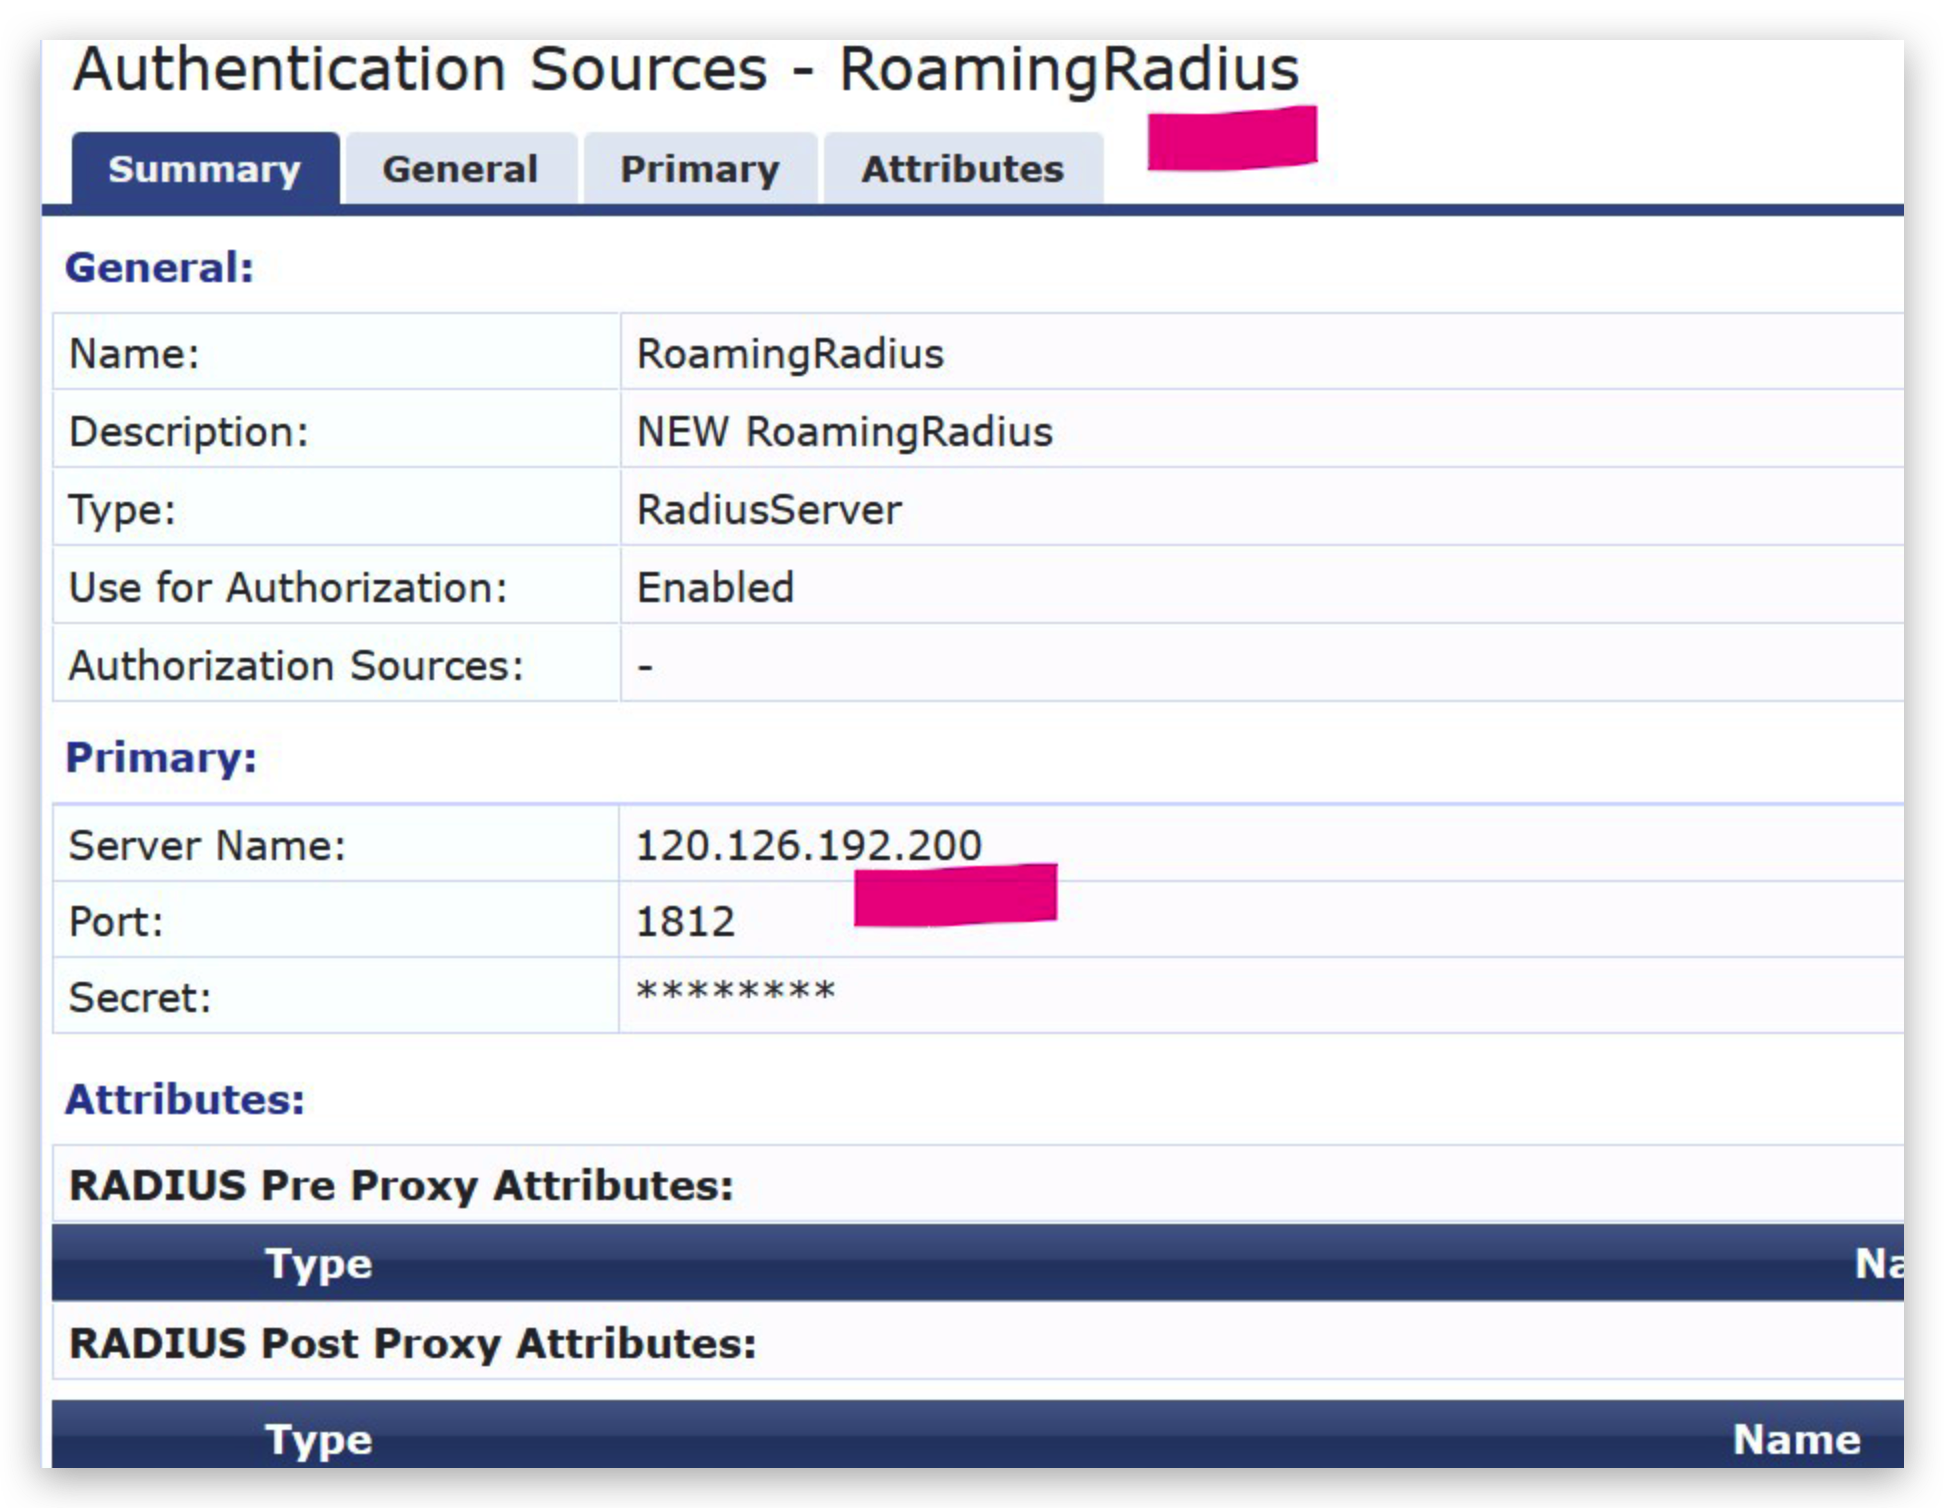 Authentication Sources - RoamingRadius
Summary General Primary Attributes
General:
Name: RoamingRadius
Description: NEW RoamingRadius
Type: RadiusServer
Use for Authorization: Enabled
Authorization Sources: -
Primary:
Server Name: 120.126.192.200
Port: 1812
Secret: ********
Attributes:
RADIUS Pre Proxy Attributes:
Type Na
RADIUS Post Proxy Attributes:
Type Name